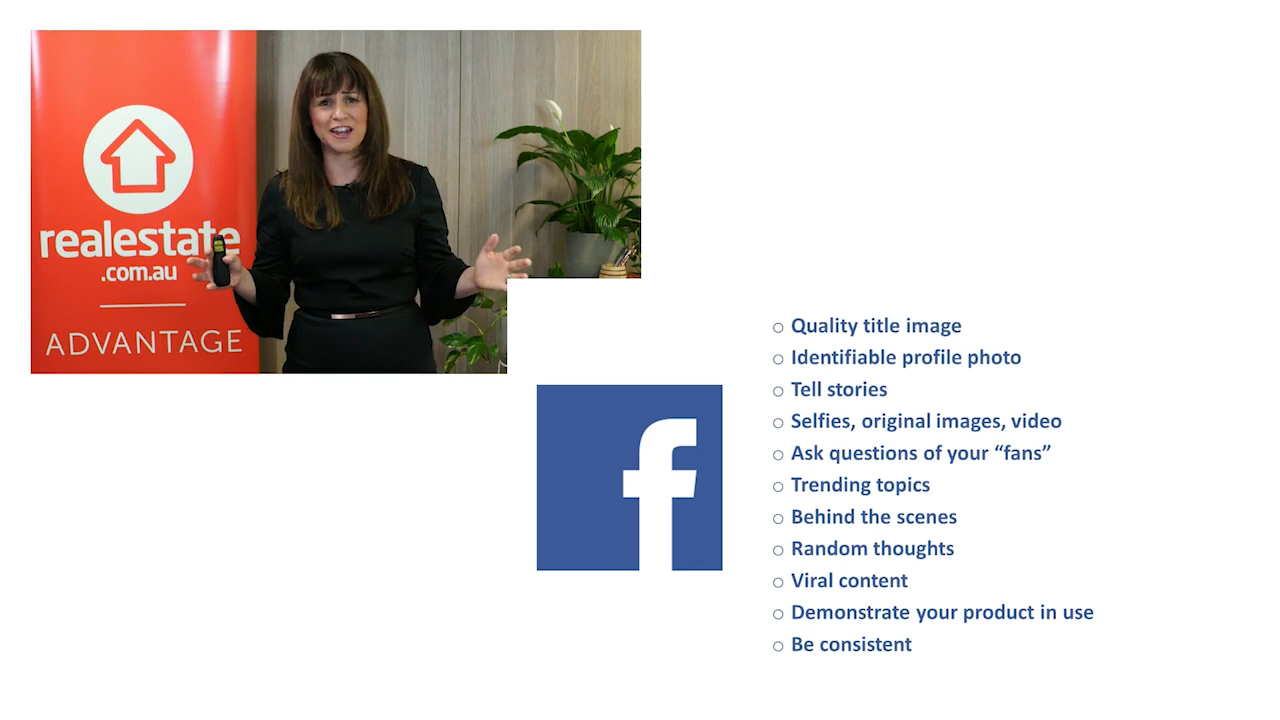 realestate
.com.au
ADVANTAGE
Quality title image
Identifiable profile photo
Tell stories
Selfies, original images, video
Ask questions of your “fans”
Trending topics
Behind the scenes
Random thoughts
Viral content
Demonstrate your product in use
Be consistent